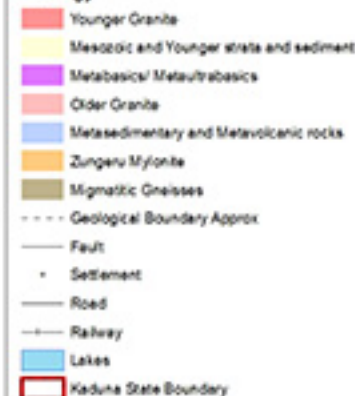 Younger Granite
Mesozoic and Younger strata and sediment
Metabasics/ Metaultrabasics
Older Granite
Metasedimentary and Metavolcanic rocks
Zungeru Mylonite
Migmatitic Gneisses
Geological Boundary Approx
Fault
Settlement
Road
Railway
Lakes
Kaduna State Boundary